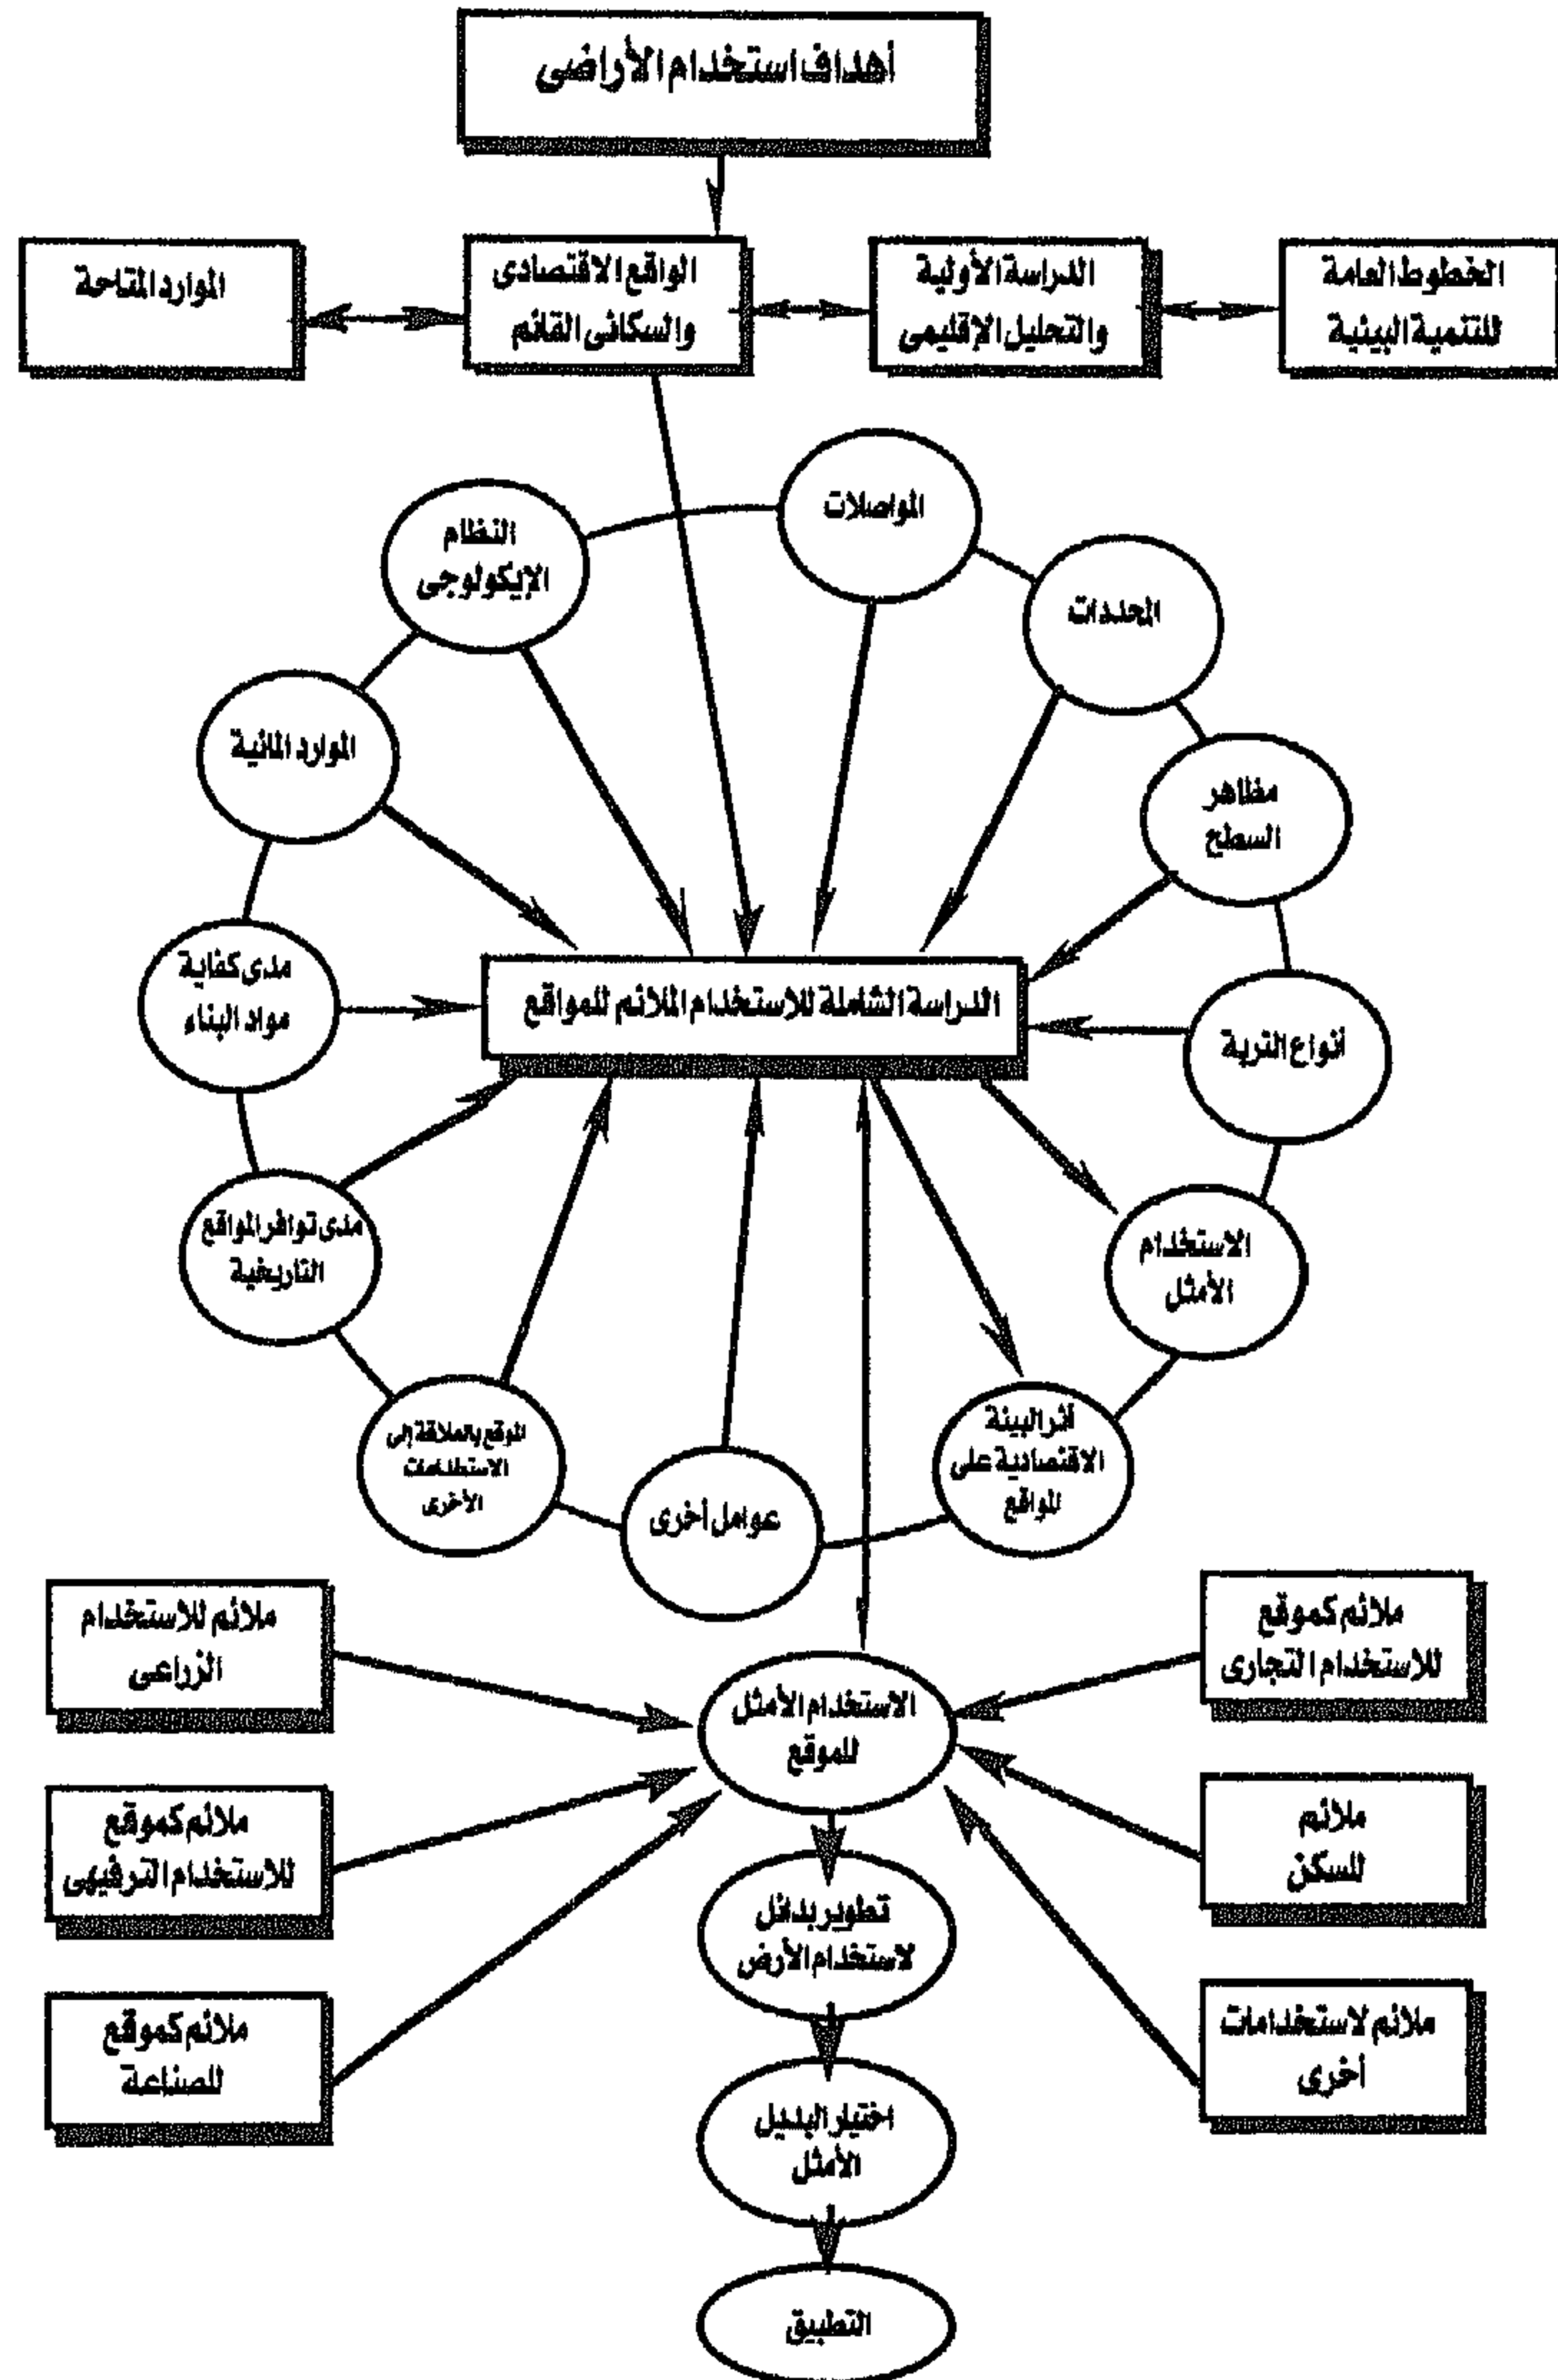 أهداف استخدام الأراضى
الخطوط العامة
للتنمية البيئية
الدراسة الأولية
والتحليل الإقليمى
الواقع الاقتصادى
والسكانى القائم
الموارد المتاحة
المواصلات
النظام
الإيكولوجى
المحددات
الموارد المائية
مظاهر
السطح
مدى كفاية
مواد البناء
الدراسة الشاملة للاستخدام الملائم للمواقع
أنواع التربة
مدى توافر المواقع
التاريخية
الاستخدام
الأمثل
الموقع بالعلاقة إلى
الاستخدامات
الأخرى
عوامل أخرى
أثر البيئة
الاقتصادية على
المواقع
ملائم كموقع
للاستخدام التجارى
ملائم للاستخدام
الزراعى
الاستخدام الأمثل
للموقع
ملائم
للسكن
ملائم كموقع
للاستخدام الترفيهى
تطوير بدائل
لاستخدام الأرض
ملائم لاستخدامات
أخرى
ملائم كموقع
للصناعة
اختيار البديل
الأمثل
التطبيق